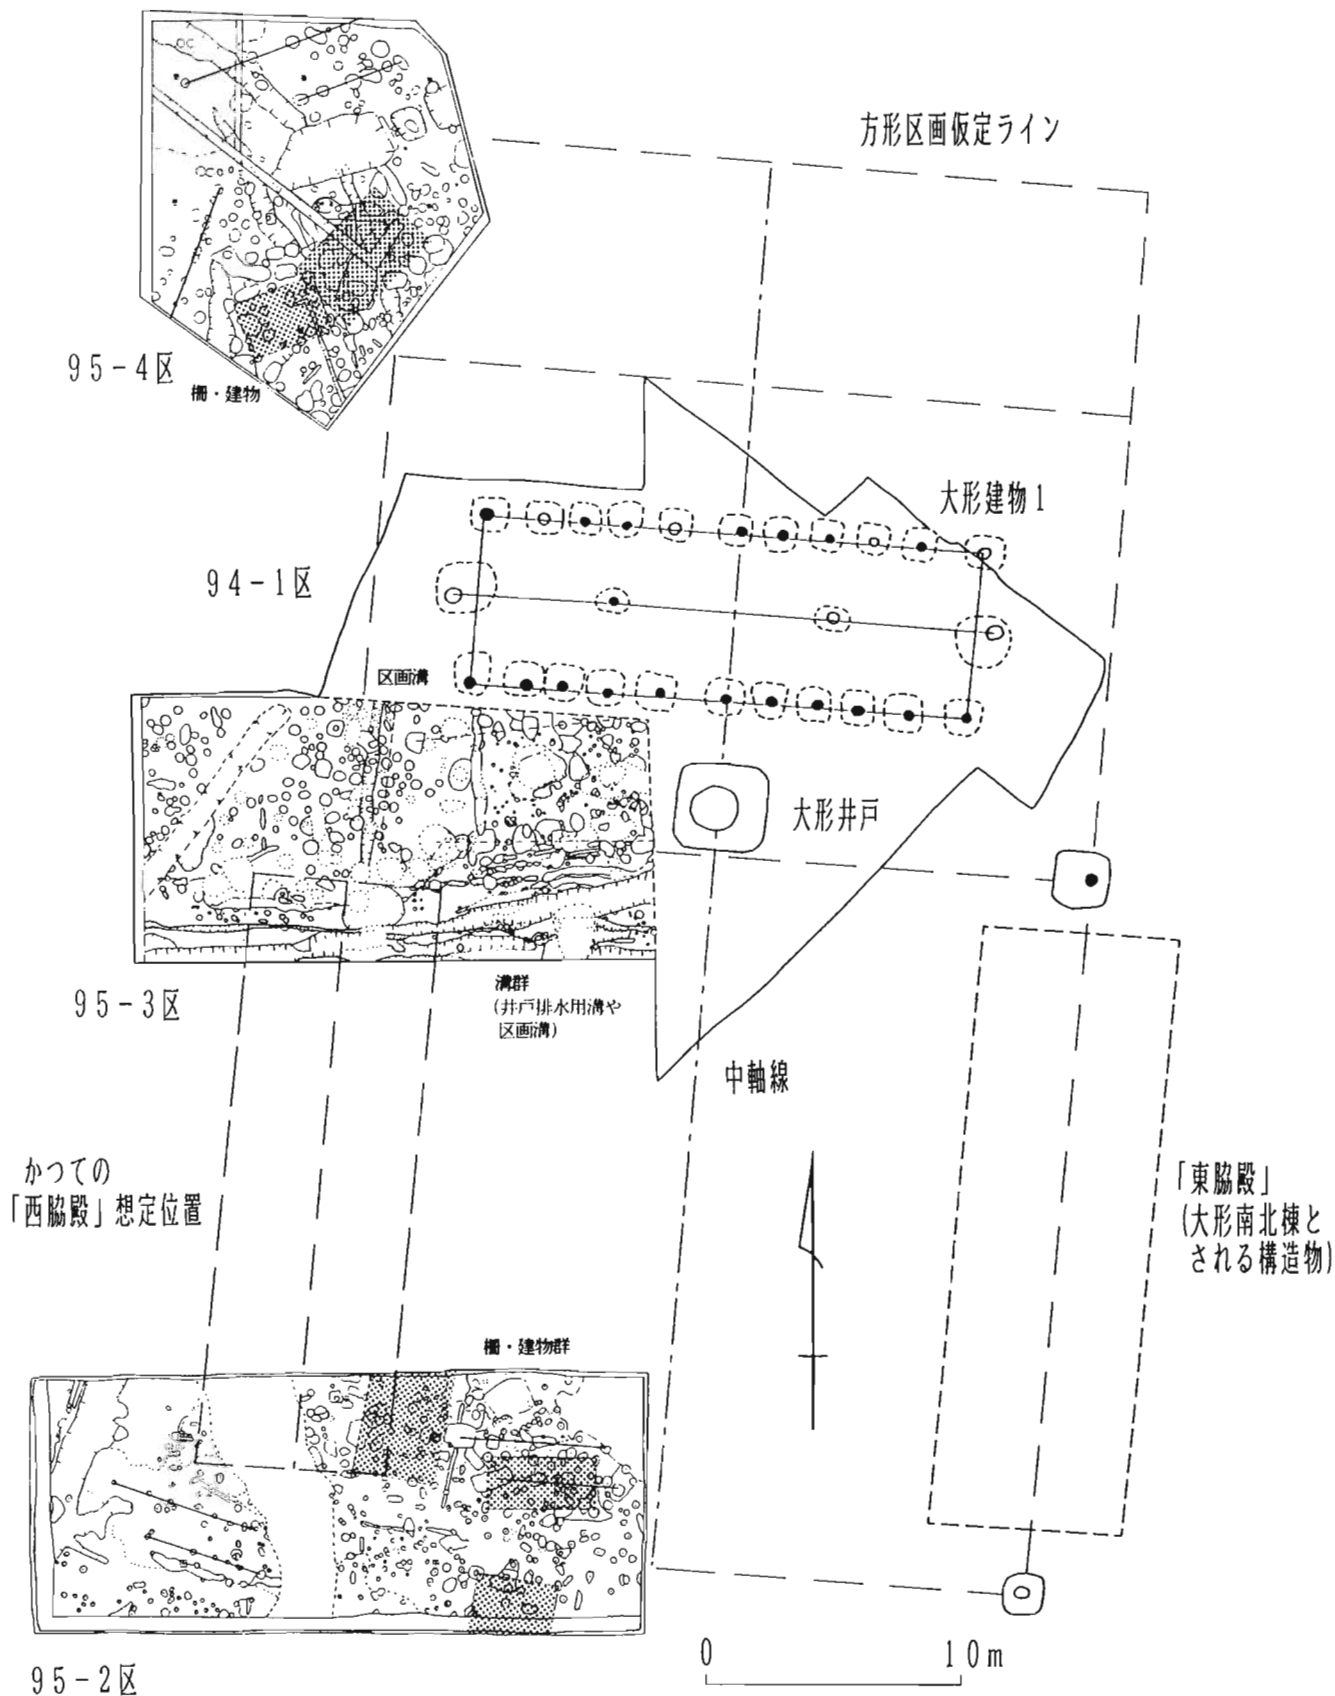 方形区画仮定ライン
95-4区
柵・建物
大形建物1
94-1区
区画溝
大形井戸
95-3区
溝群
(井戸排水用溝や
区画溝)
中軸線
かつての
「西脇殿」想定位置
「東脇殿」
(大形南北棟と
される構造物)
柵・建物群
95-2区
0 10m